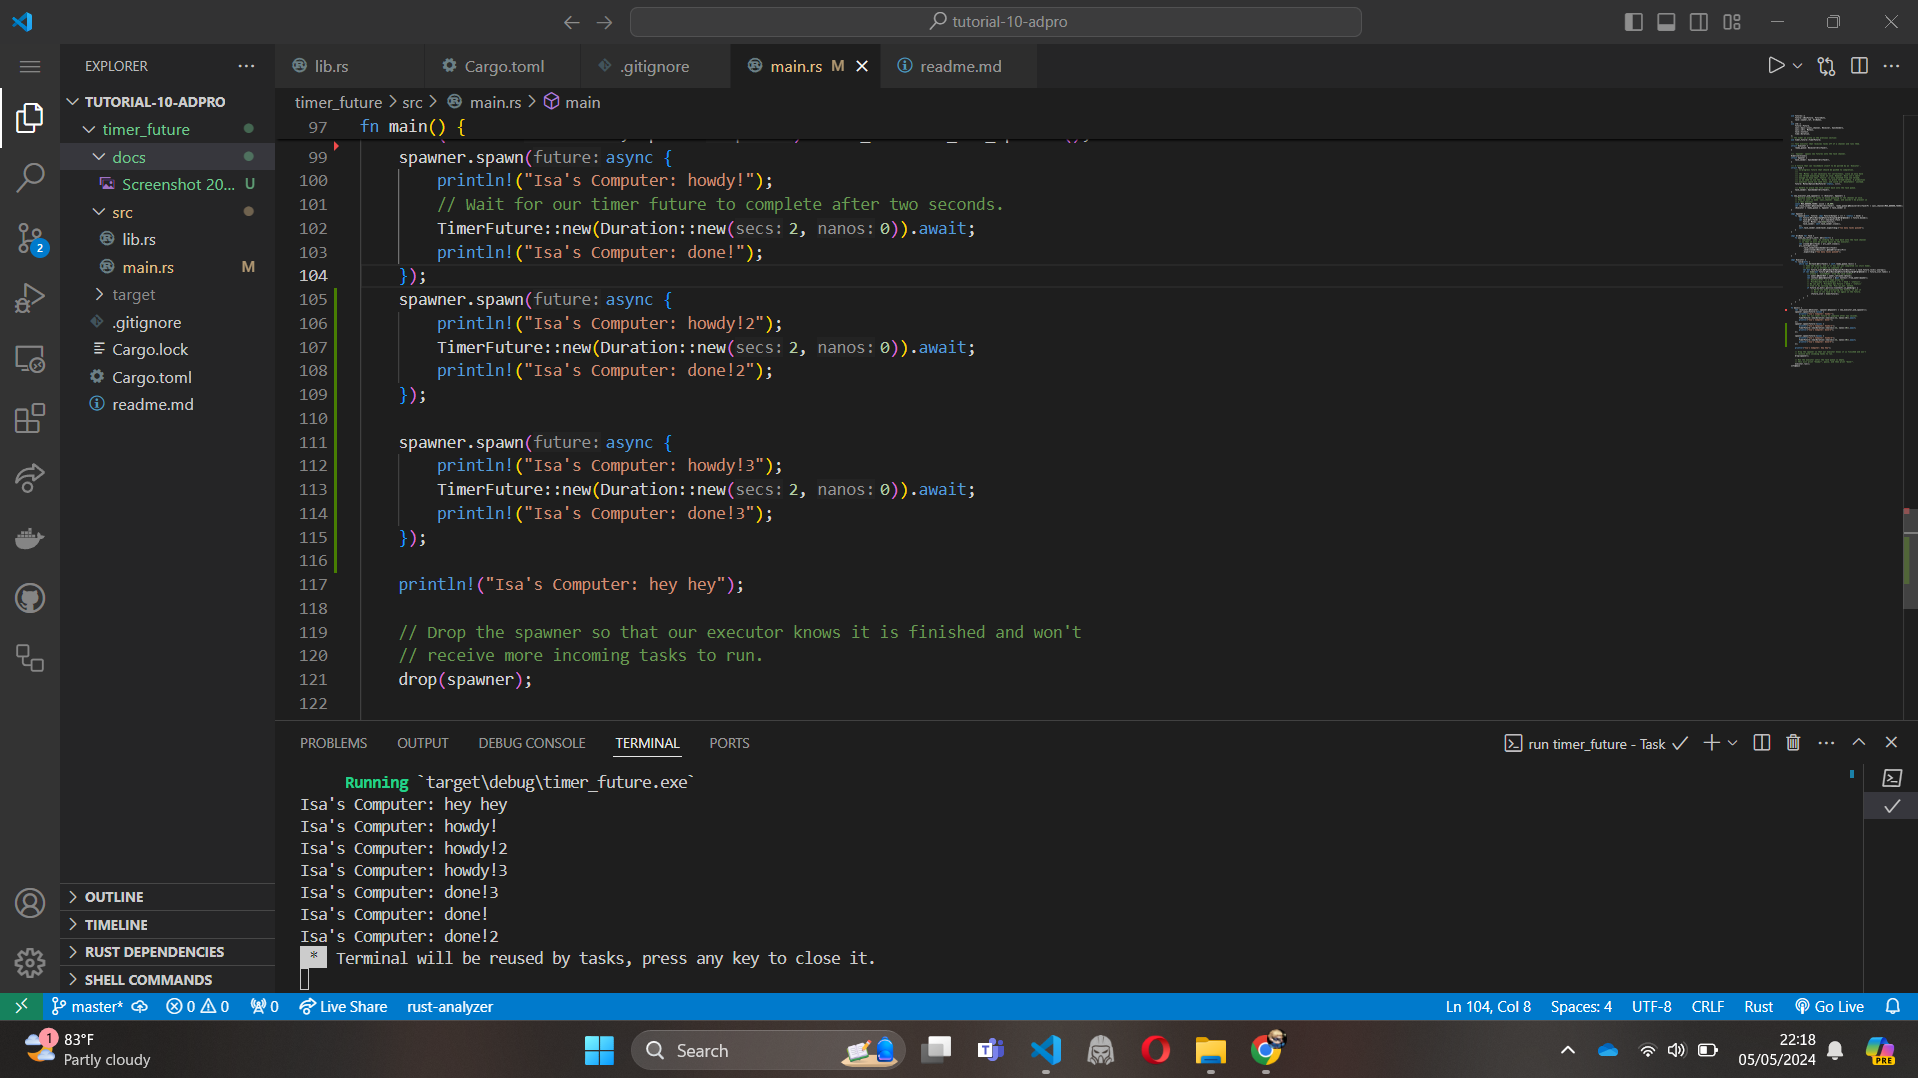 tutorial-10-adpro
EXPLORER
lib.rs
Cargo.toml
.gitignore
main.rs M
readme.md
TUTORIAL-10-ADPRO
timer_future
docs
Screenshot 20... U
src
lib.rs
main.rs M
target
.gitignore
Cargo.lock
Cargo.toml
readme.md
OUTLINE
TIMELINE
RUST DEPENDENCIES
SHELL COMMANDS
2
timer_future > src > main.rs > main
97 fn main() {
99 spawner.spawn(future: async {
100 println!("Isa's Computer: howdy!");
101 // Wait for our timer future to complete after two seconds.
102 TimerFuture::new(Duration::new(secs: 2, nanos: 0)).await;
103 println!("Isa's Computer: done!");
104 });
105 spawner.spawn(future: async {
106 println!("Isa's Computer: howdy!2");
107 TimerFuture::new(Duration::new(secs: 2, nanos: 0)).await;
108 println!("Isa's Computer: done!2");
109 });
110
111 spawner.spawn(future: async {
112 println!("Isa's Computer: howdy!3");
113 TimerFuture::new(Duration::new(secs: 2, nanos: 0)).await;
114 println!("Isa's Computer: done!3");
115 });
116
117 println!("Isa's Computer: hey hey");
118
119 // Drop the spawner so that our executor knows it is finished and won't
120 // receive more incoming tasks to run.
121 drop(spawner);
122
PROBLEMS OUTPUT DEBUG CONSOLE TERMINAL PORTS
run timer_future - Task
Running `target\debug\timer_future.exe`
Isa's Computer: hey hey
Isa's Computer: howdy!
Isa's Computer: howdy!2
Isa's Computer: howdy!3
Isa's Computer: done!3
Isa's Computer: done!
Isa's Computer: done!2
* Terminal will be reused by tasks, press any key to close it.
master* 0 0 0 Live Share rust-analyzer
Ln 104, Col 8 Spaces: 4 UTF-8 CRLF Rust Go Live
1
83°F
Partly cloudy
Search
22:18
05/05/2024
PRE